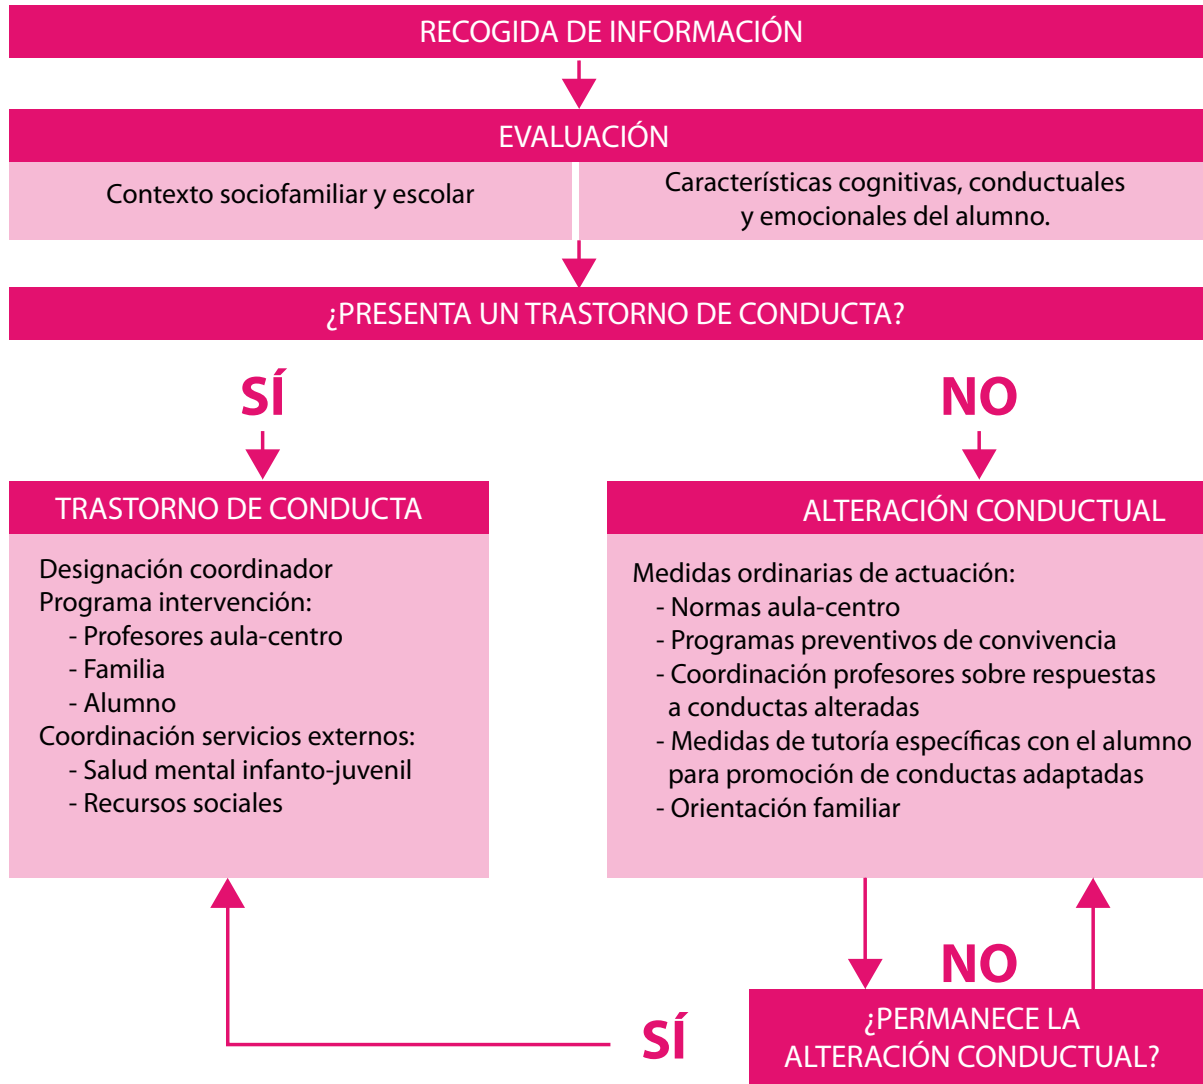 RECOGIDA DE INFORMACIÓN
EVALUACIÓN
Contexto sociofamiliar y escolar
Características cognitivas, conductuales
y emocionales del alumno.
¿PRESENTA UN TRASTORNO DE CONDUCTA?
SÍ
NO
TRASTORNO DE CONDUCTA
Designación coordinador
Programa intervención:
- Profesores aula-centro
- Familia
- Alumno
Coordinación servicios externos:
- Salud mental infanto-juvenil
- Recursos sociales
ALTERACIÓN CONDUCTUAL
Medidas ordinarias de actuación:
- Normas aula-centro
- Programas preventivos de convivencia
- Coordinación profesores sobre respuestas
a conductas alteradas
- Medidas de tutoría específicas con el alumno
para promoción de conductas adaptadas
- Orientación familiar
NO
SÍ
¿PERMANECE LA
ALTERACIÓN CONDUCTUAL?